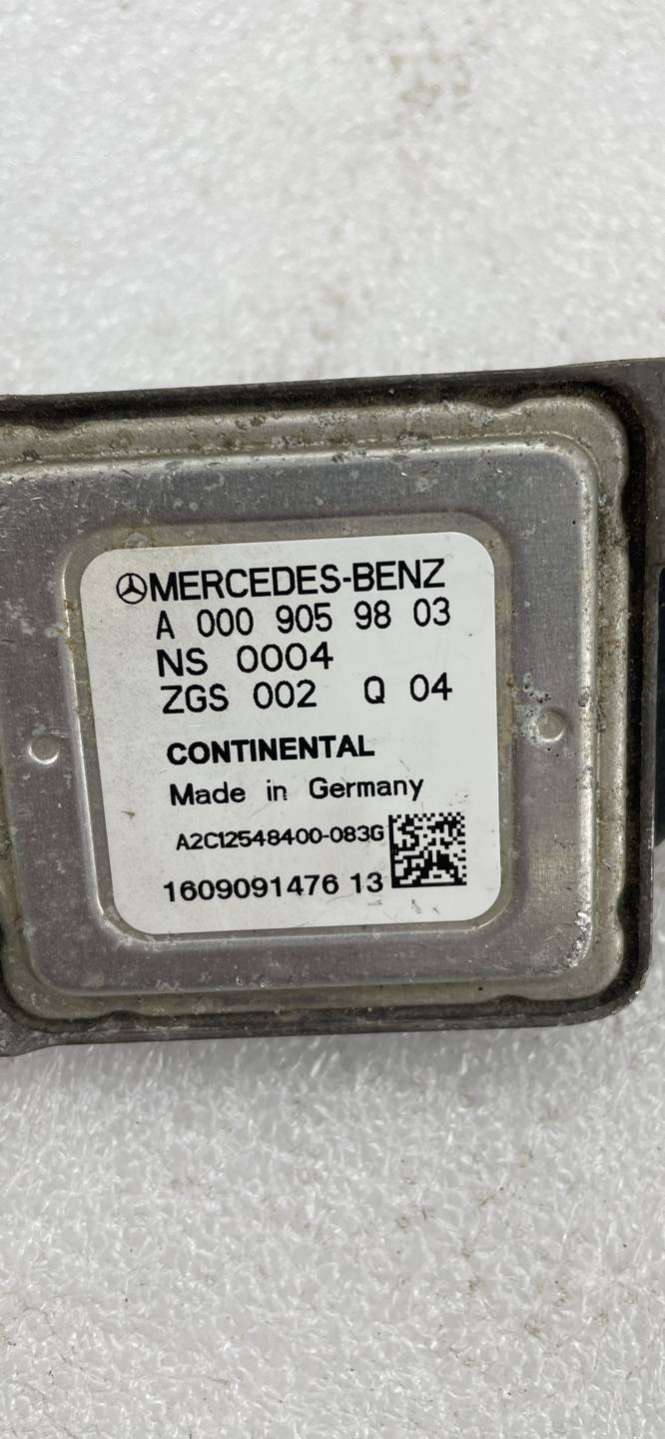 MERCEDES-BENZ
A 000 905 98 03
NS 0004
ZGS 002 Q 04
CONTINENTAL
Made in Germany
A2C12548400-083G
1609091476 13